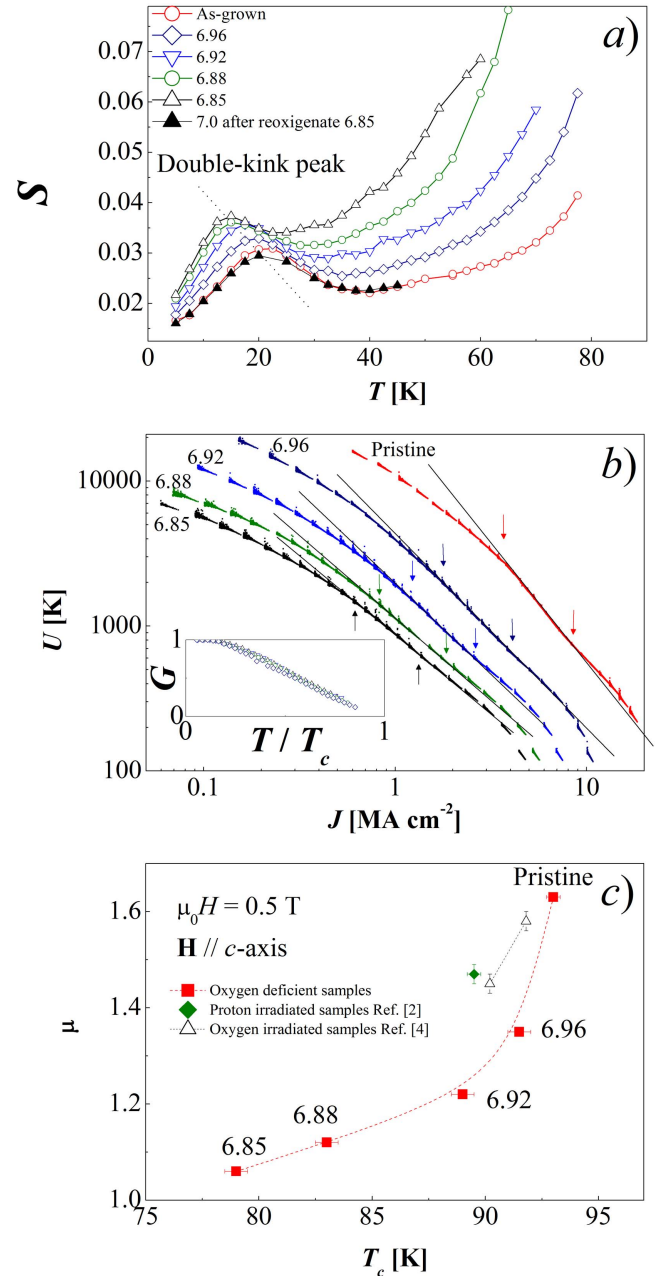 a)
As-grown
6.96
6.92
6.88
6.85
7.0 after reoxigenate 6.85
Double-kink peak
0.07
0.06
0.05
0.04
0.03
0.02
S
0 20 40 60 80
T [K]
b)
Pristine
6.96
6.92
6.88
6.85
10000
1000
100
U [K]
1
G
0
0 1
T / Tc
0.1 1 10
J [MA cm⁻²]
c)
Pristine
μ₀H = 0.5 T
H // c-axis
Oxygen deficient samples
Proton irradiated samples Ref. [2]
Oxygen irradiated samples Ref. [4]
6.96
6.92
6.88
6.85
1.6
1.4
1.2
1.0
μ
75 80 85 90 95
Tc [K]